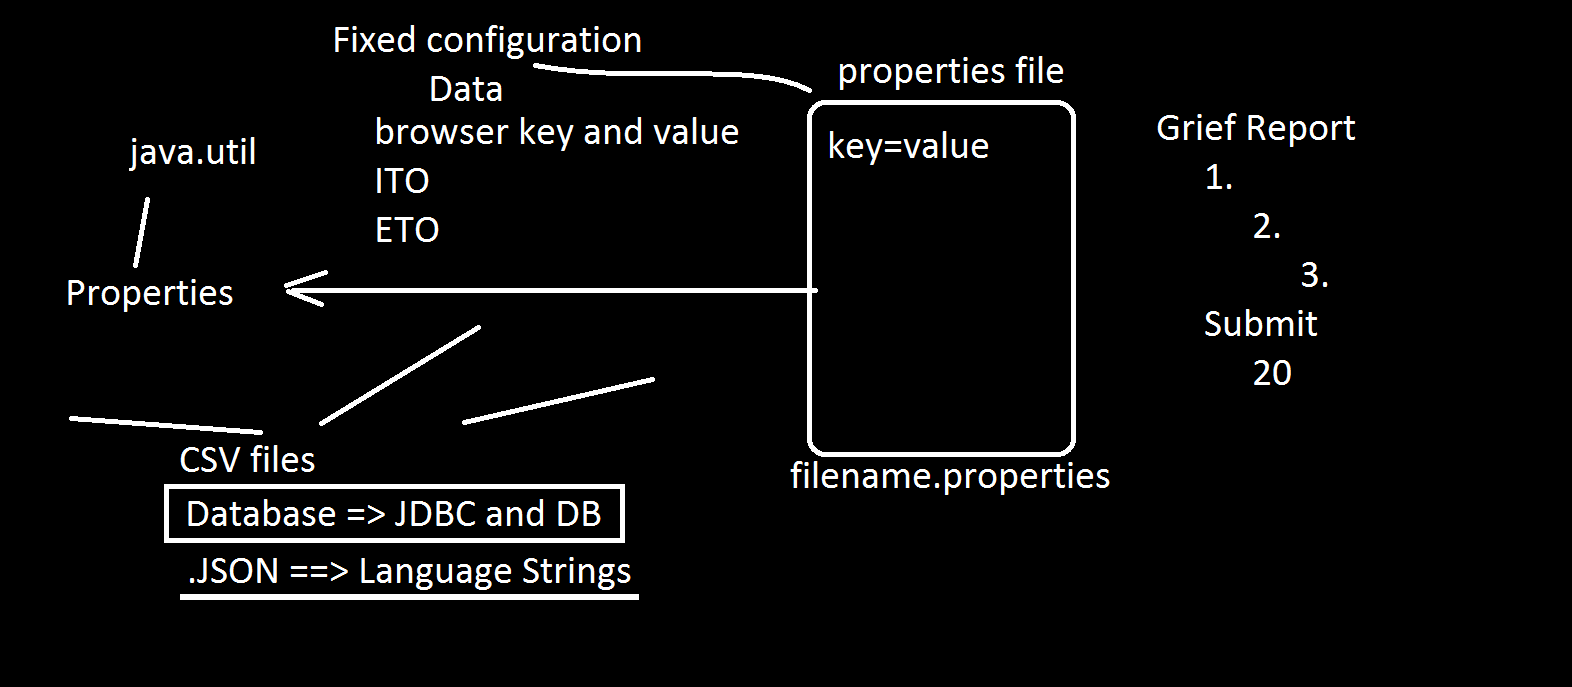 Fixed configuration
Data
browser key and value
ITO
ETO
java.util
Properties
properties file
key=value
filename.properties
Grief Report
1.
2.
3.
Submit
20
CSV files
Database => JDBC and DB
.JSON ==> Language Strings